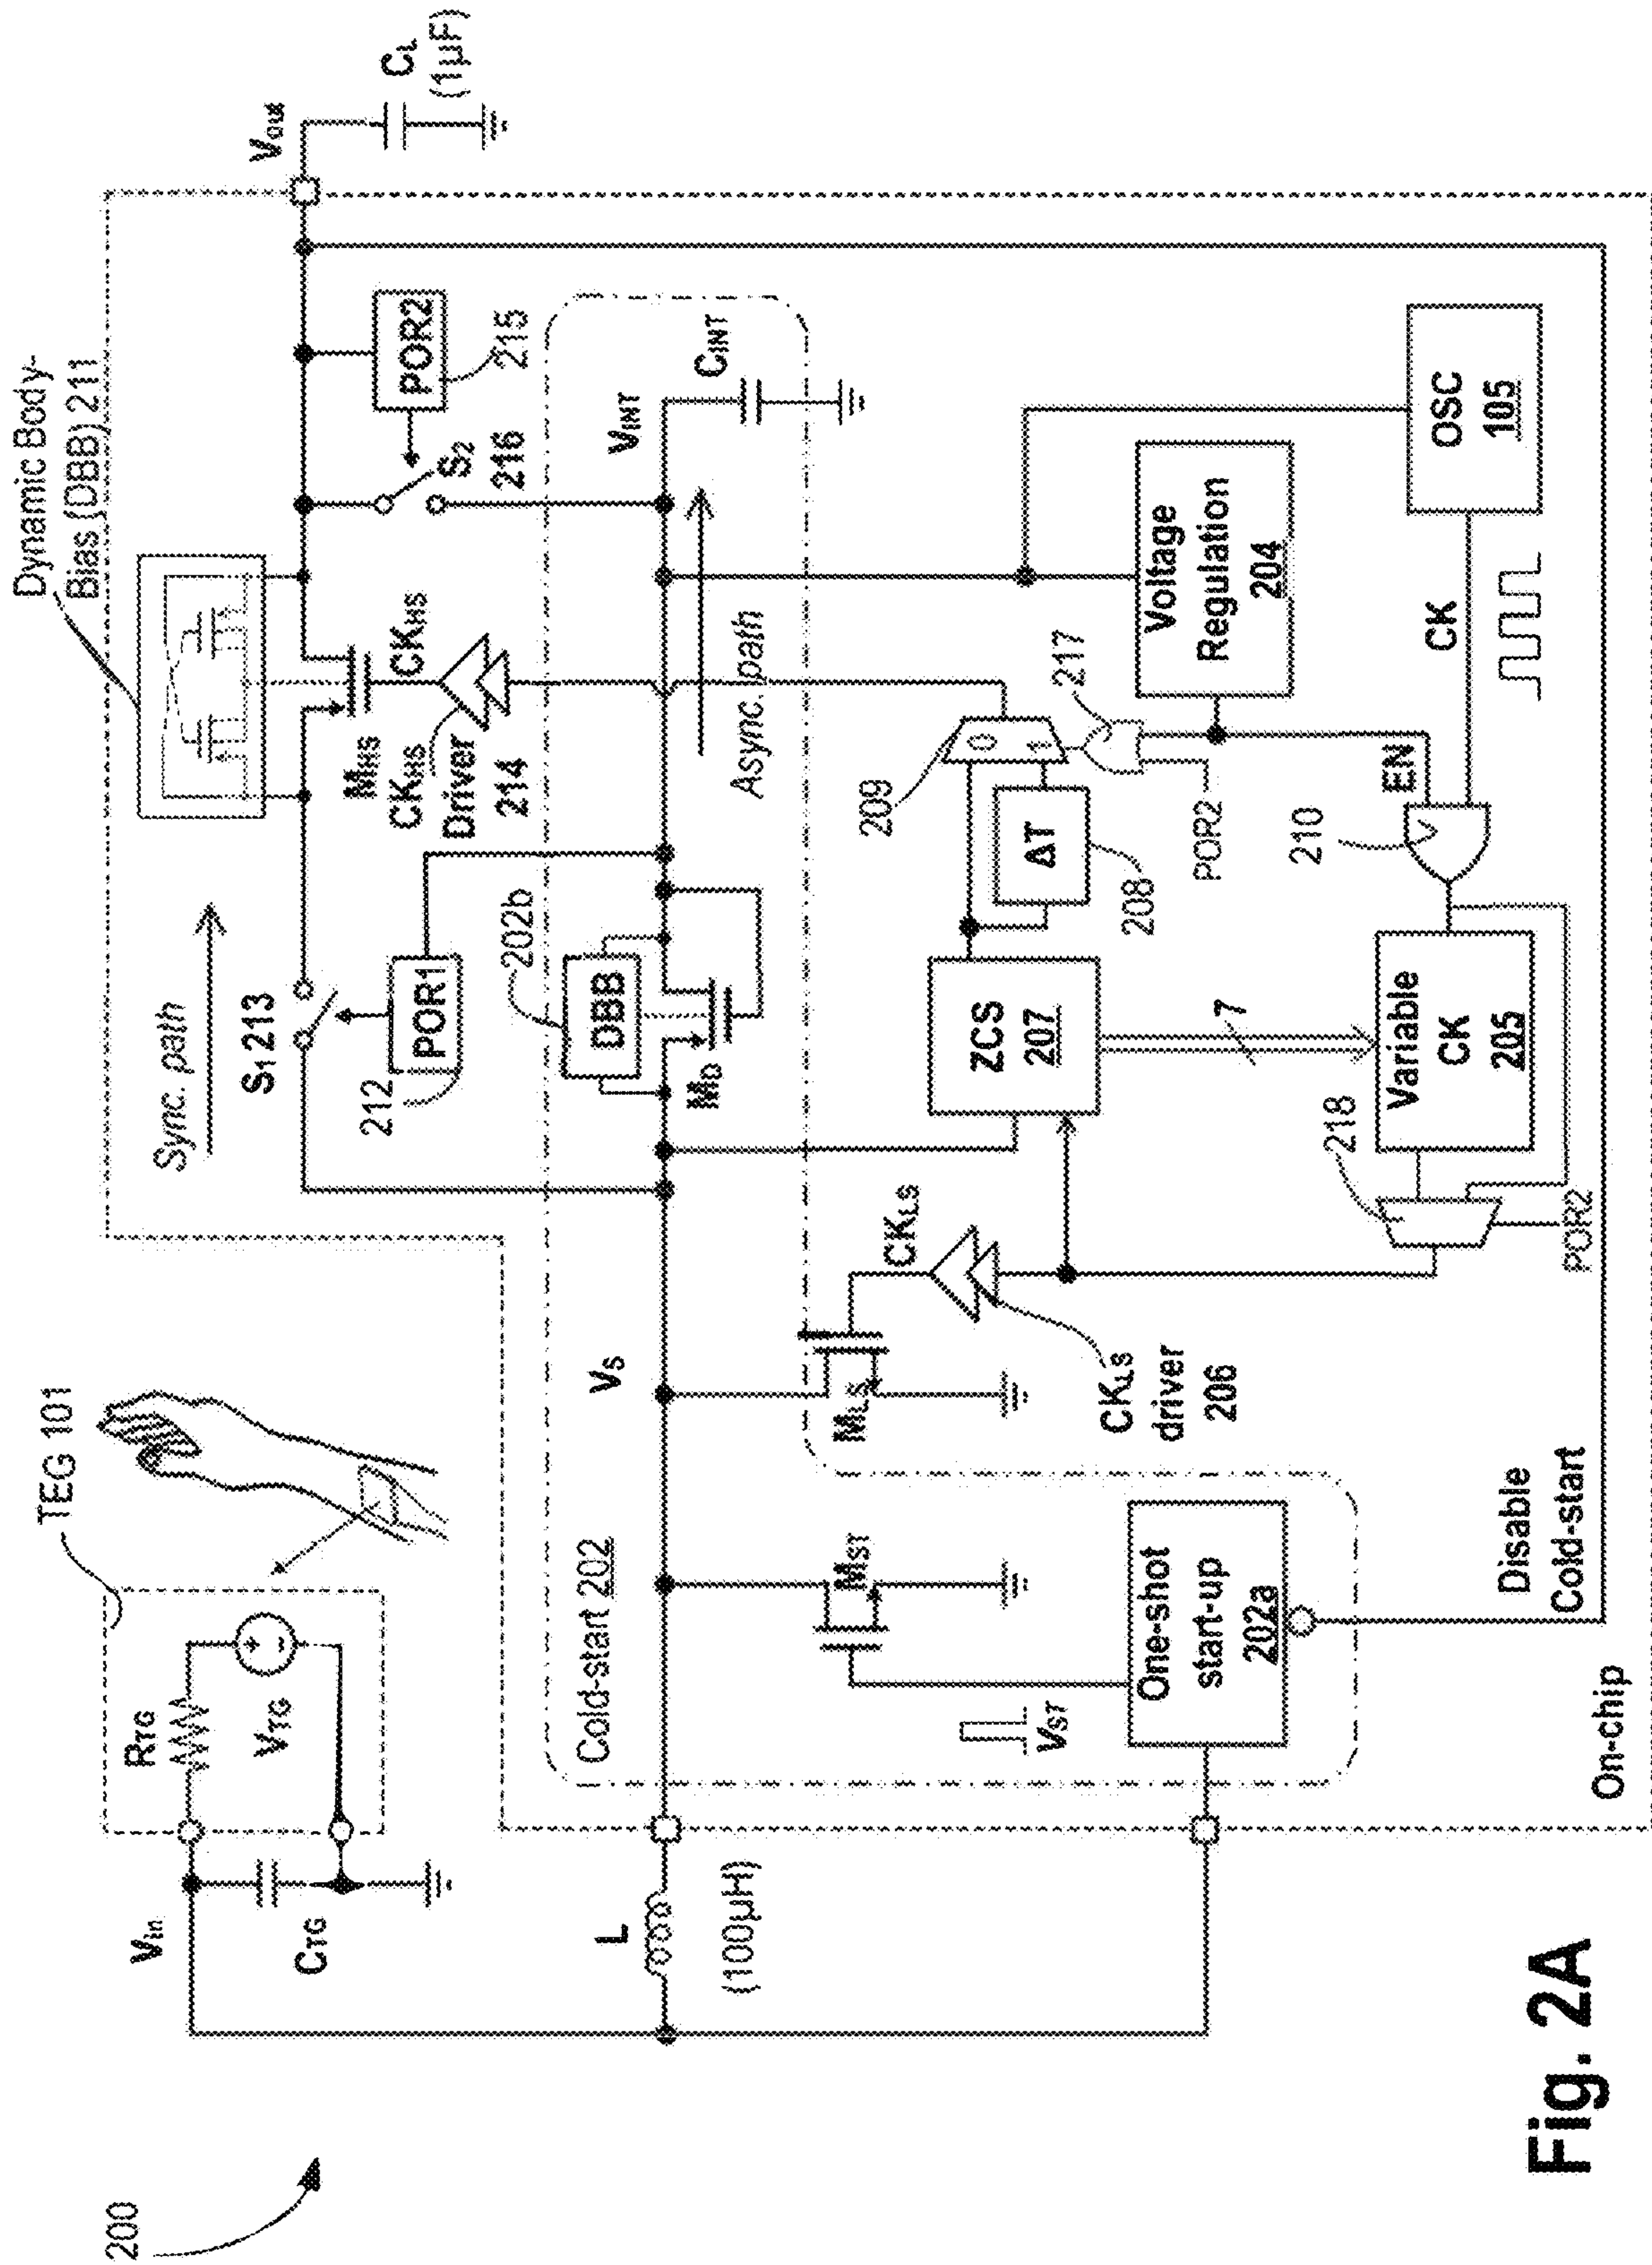 200
TEG 101
Vin
RTG
VTG
CTG
L
(100µH)
Cold-start 202
VS
MST
VST
One-shot
start-up
202a
Disable
Cold-start
On-chip
MLS
CKLS
CKLS
driver
206
Sync. path
S1 213
POR1
212
202b
DBB
MD
Dynamic Body-
Bias (DBB) 211
MHS
CKHS
CKHS
Driver
214
S2
216
POR2
215
Vout
CL
(1µF)
VINT
CINT
Async. path
ZCS
207
7
ΔT
208
209
0
1
217
POR2
Voltage
Regulation
204
OSC
105
CK
EN
210
Variable
CK
205
218
POR2
Fig. 2A